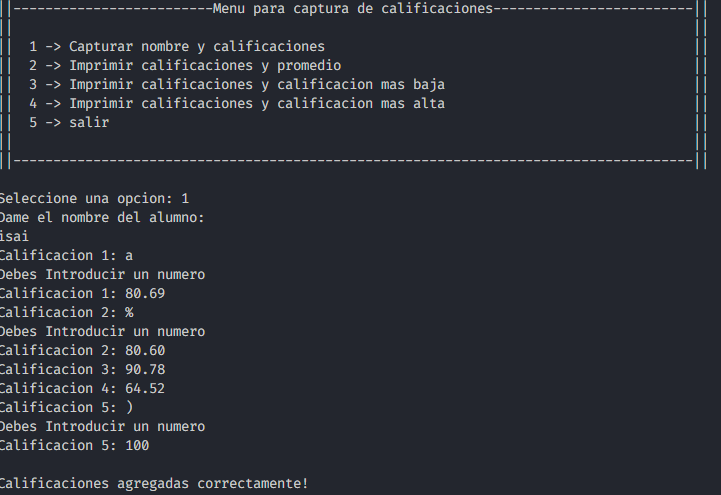 ||-------------------------Menu para captura de calificaciones-------------------------||
||                                                                                     ||
||  1 -> Capturar nombre y calificaciones                                              ||
||  2 -> Imprimir calificaciones y promedio                                            ||
||  3 -> Imprimir calificaciones y calificacion mas baja                               ||
||  4 -> Imprimir calificaciones y calificacion mas alta                               ||
||  5 -> salir                                                                         ||
||                                                                                     ||
||-------------------------------------------------------------------------------------||
Seleccione una opcion: 1
Dame el nombre del alumno:
isai
Calificacion 1: a
Debes Introducir un numero
Calificacion 1: 80.69
Calificacion 2: %
Debes Introducir un numero
Calificacion 2: 80.60
Calificacion 3: 90.78
Calificacion 4: 64.52
Calificacion 5: )
Debes Introducir un numero
Calificacion 5: 100
Calificaciones agregadas correctamente!